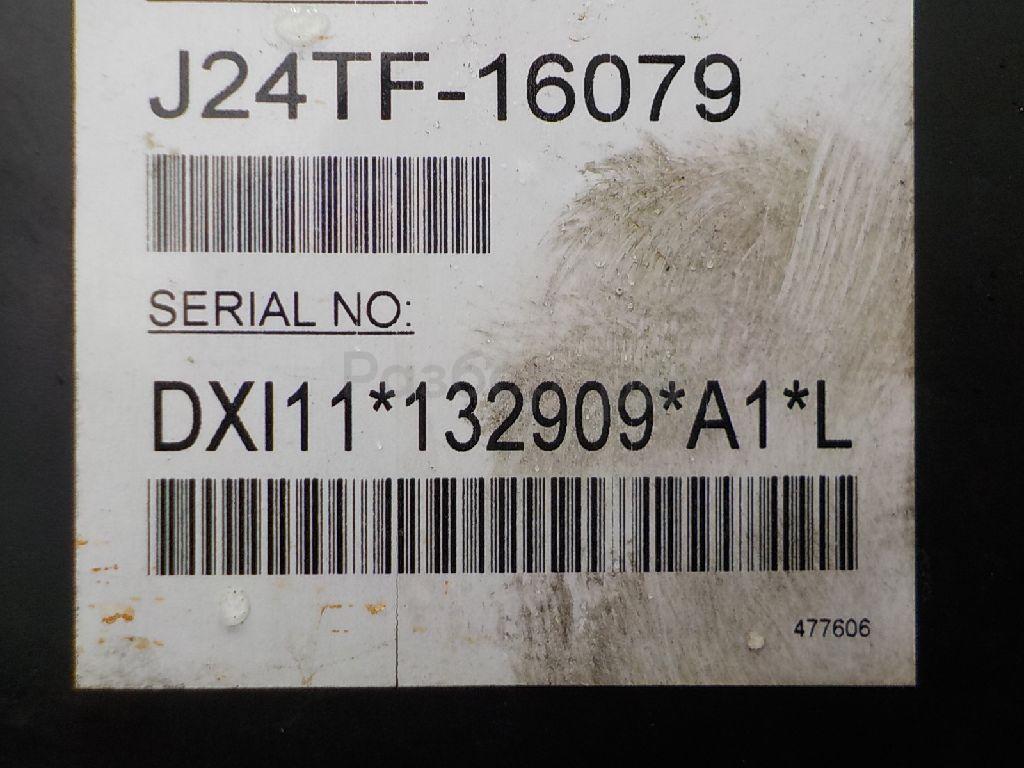 J24TF-16079
SERIAL NO:
DXI11*132909*A1*L
477606